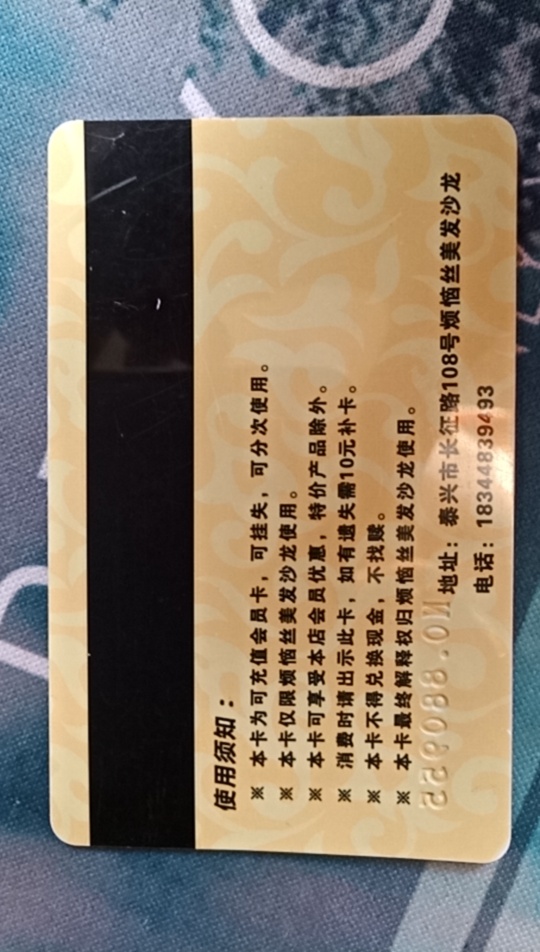 使用须知：
※ 本卡为可充值会员卡，可挂失，可分次使用。
※ 本卡仅限烦恼丝美发沙龙使用。
※ 本卡可享受本店会员优惠，特价产品除外。
※ 消费时请出示此卡，如有遗失需10元补卡。
※ 本卡不得兑换现金，不找赎。
※ 本卡最终解释权归烦恼丝美发沙龙使用。
地址：泰兴市长征路108号烦恼丝美发沙龙
电话：18344839493